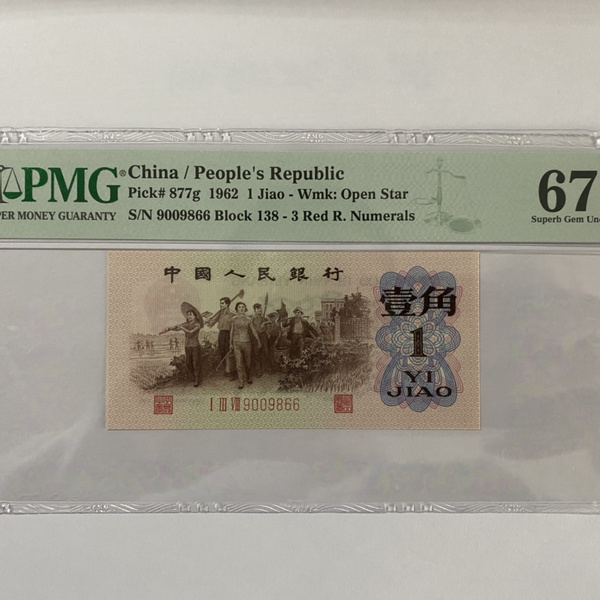 PMG
PER MONEY GUARANTY
China / People's Republic
Pick# 877g 1962 1 Jiao - Wmk: Open Star
S/N 9009866 Block 138 - 3 Red R. Numerals
67
Superb Gem Unc
中國人民銀行
壹角
1
YI
JIAO
I III VIII 9009866